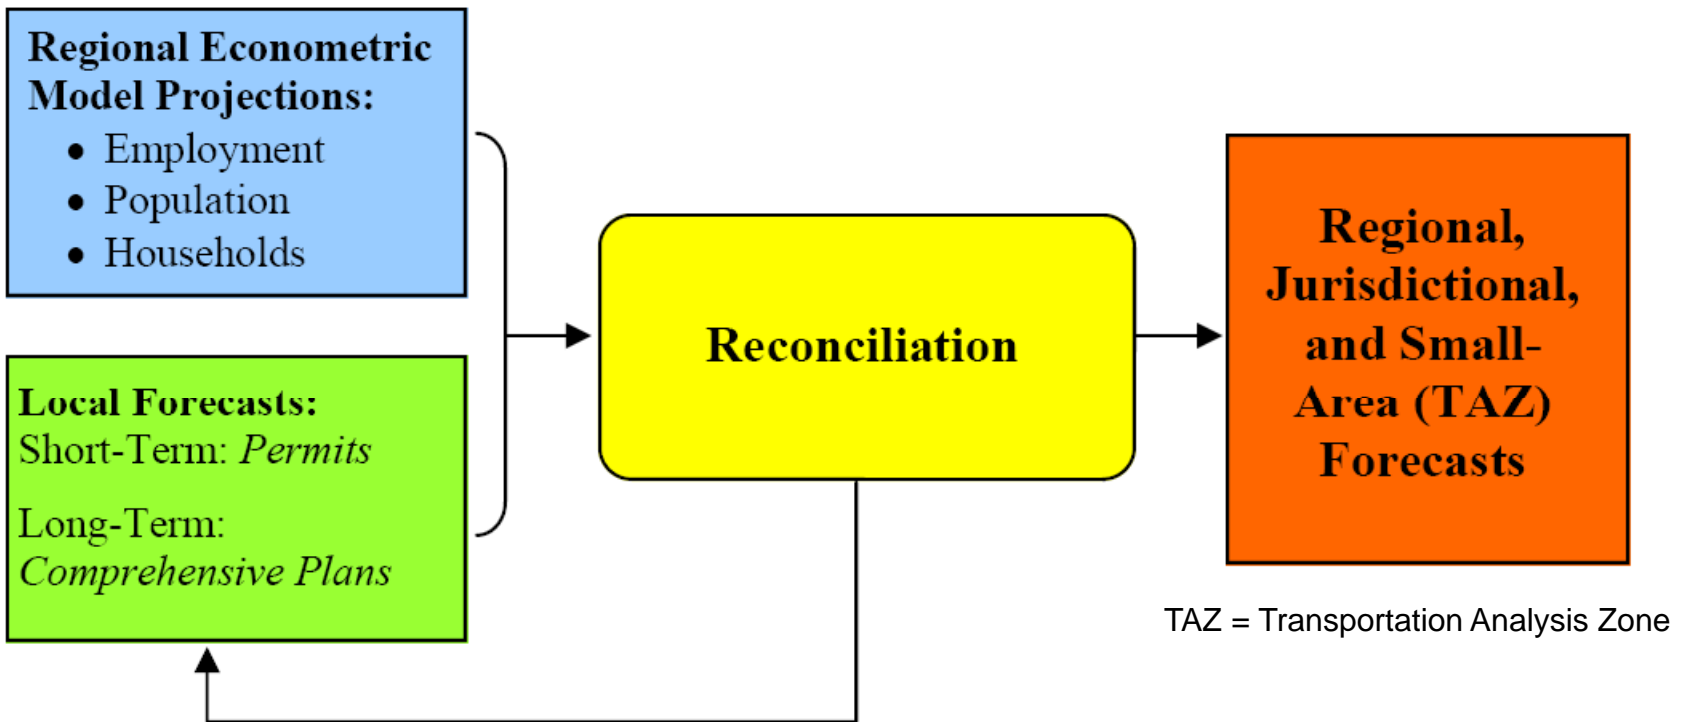 Regional Econometric
Model Projections:
• Employment
• Population
• Households
Local Forecasts:
Short-Term: Permits
Long-Term:
Comprehensive Plans
Reconciliation
Regional,
Jurisdictional,
and Small-
Area (TAZ)
Forecasts
TAZ = Transportation Analysis Zone